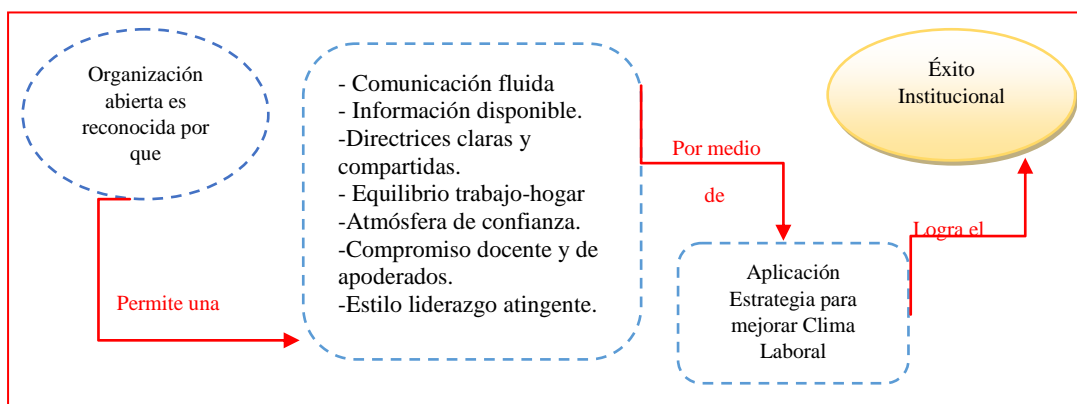 Organización
abierta es
reconocida por
que
Permite una
- Comunicación fluida
- Información disponible.
-Directrices claras y
compartidas.
- Equilibrio trabajo-hogar
-Atmósfera de confianza.
-Compromiso docente y de
apoderados.
-Estilo liderazgo atingente.
Por medio
de
Aplicación
Estrategia para
mejorar Clima
Laboral
Logra el
Éxito
Institucional